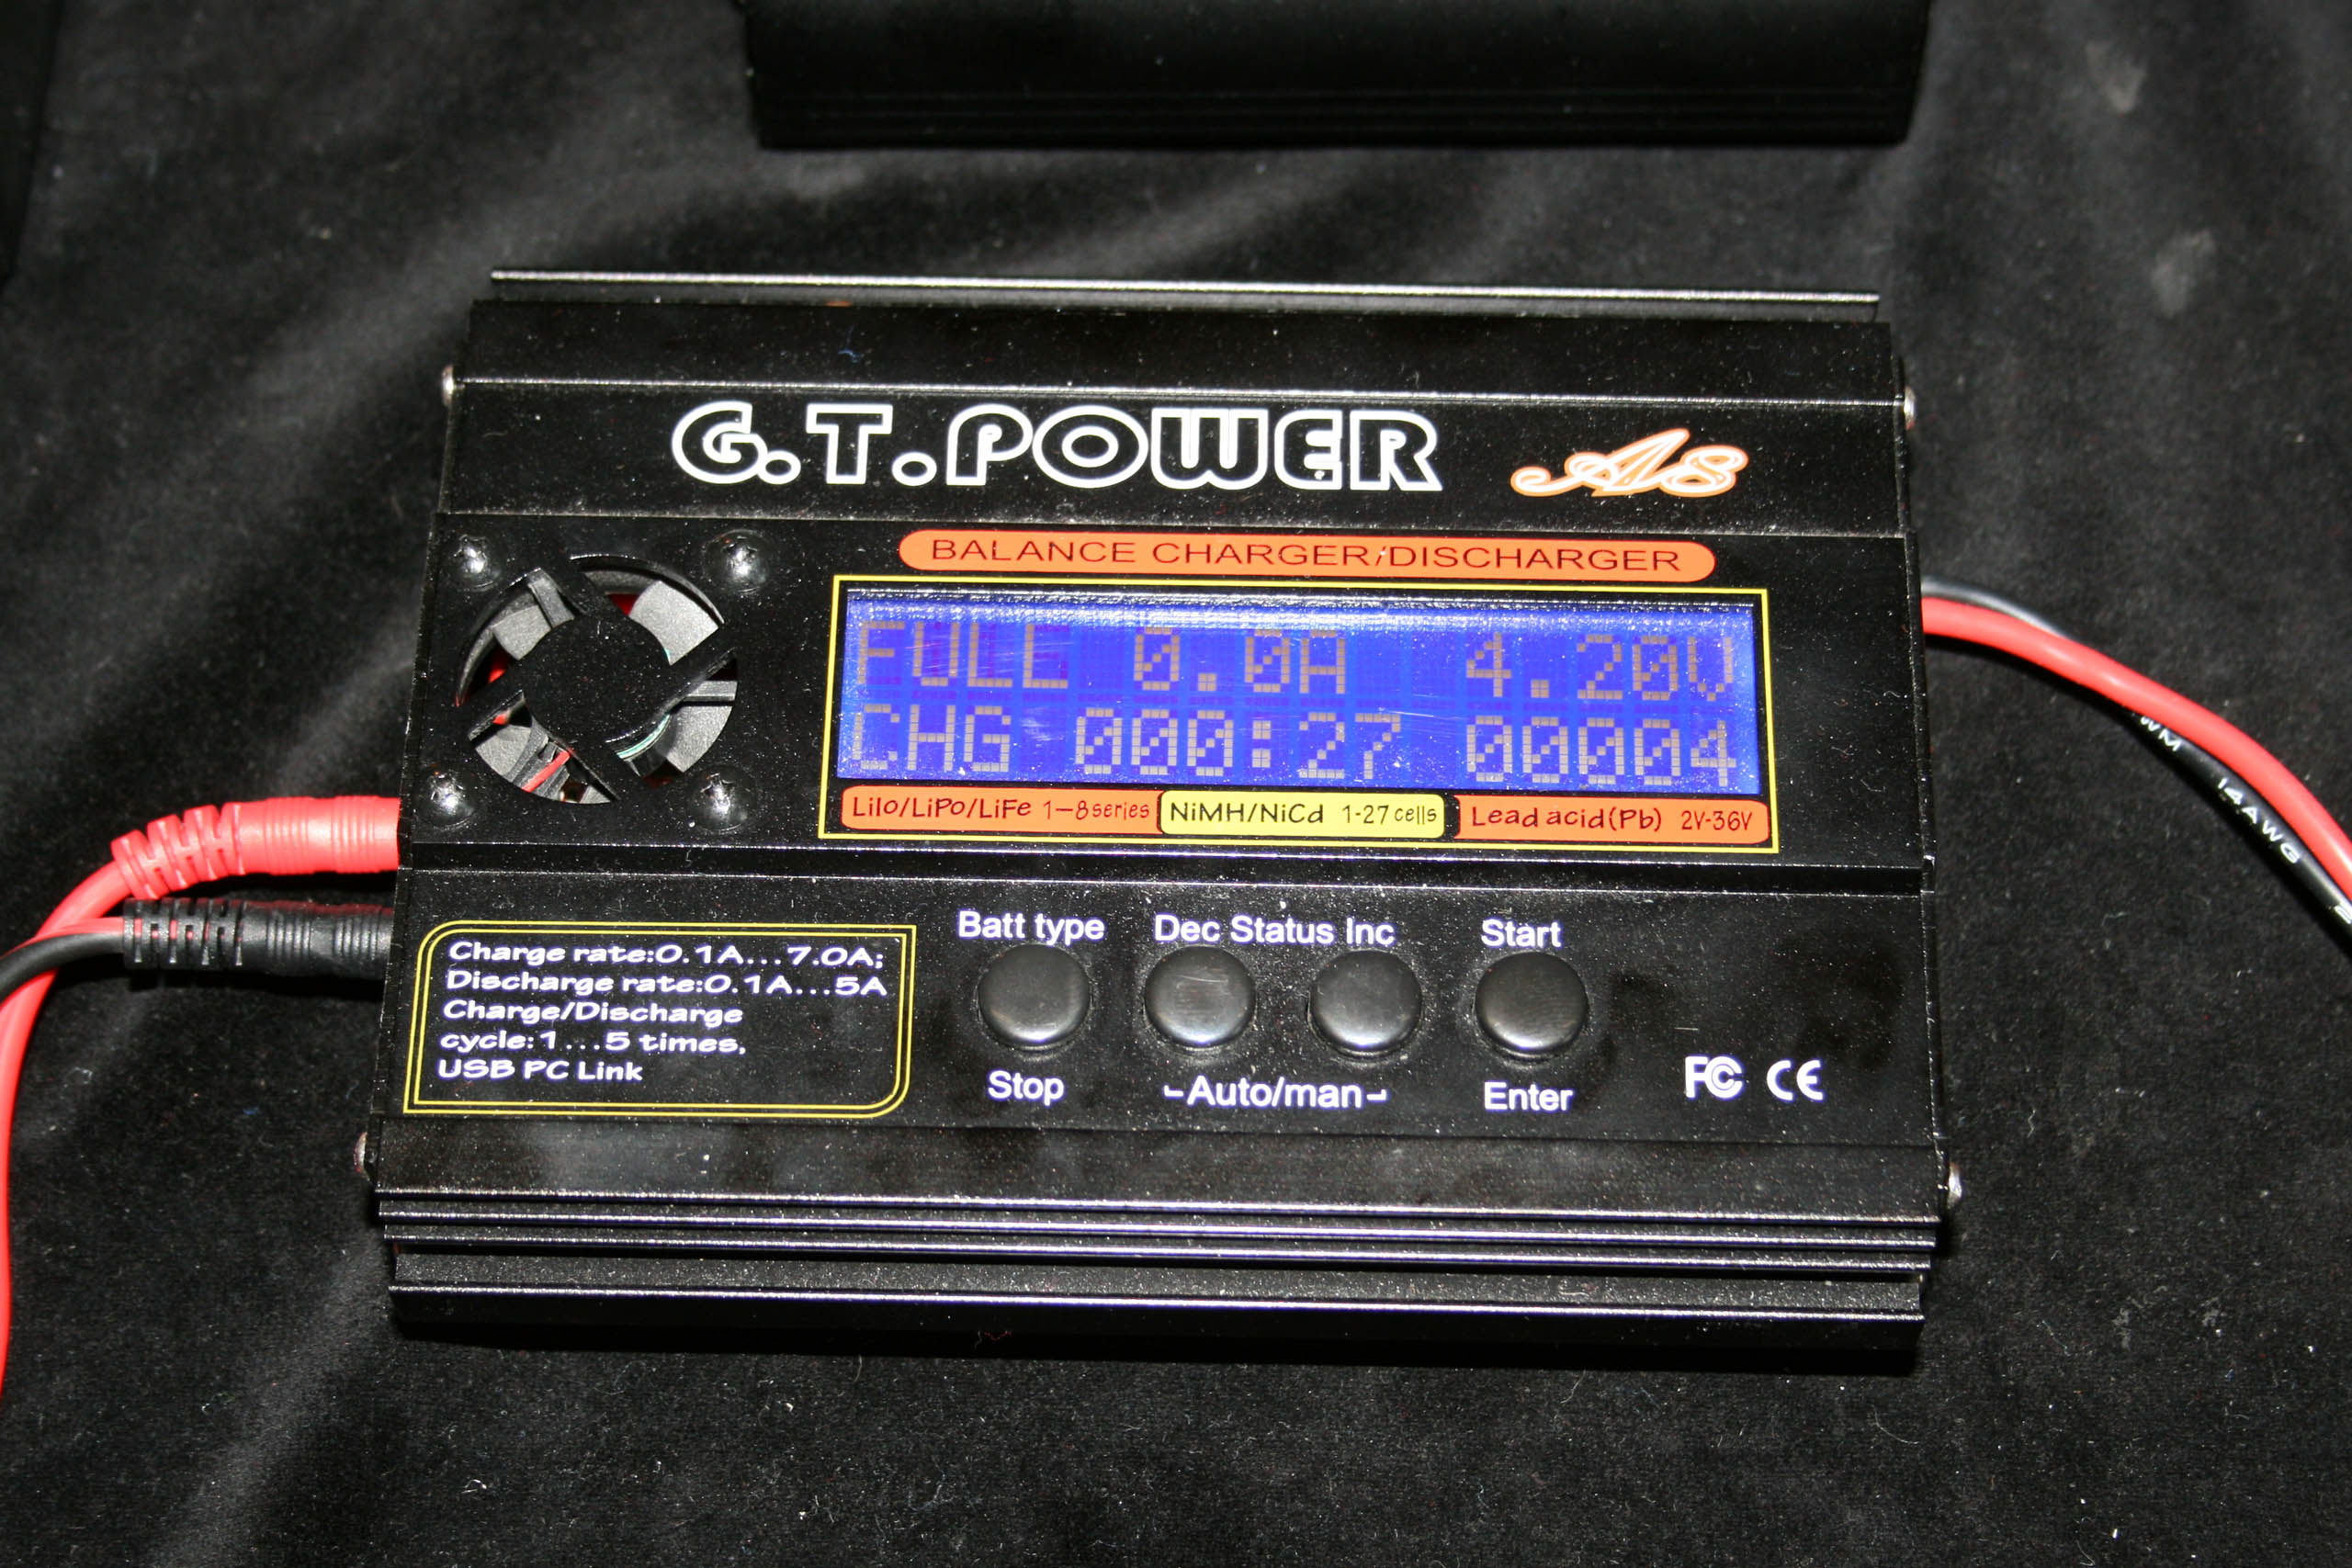 G.T.POWER A8
BALANCE CHARGER/DISCHARGER
FULL 0.0A 4.20V
CHG 000:27 00004
LiIo/LiPo/LiFe 1-8series NiMH/NiCd 1-27cells Lead acid(Pb) 2V-36V
Batt type Dec Status Inc Start
Stop Auto/man Enter
Charge rate:0.1A...7.0A;
Discharge rate:0.1A...5A
Charge/Discharge
cycle:1...5 times,
USB PC Link
FC CE
14AWG